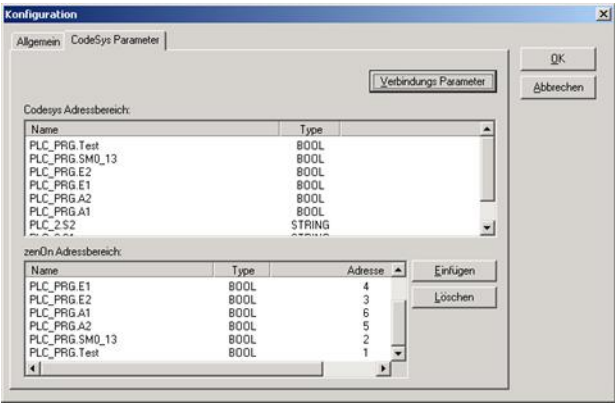 Konfiguration
Allgemein CodeSys Parameter
OK
Verbindungs Parameter
Abbrechen
Codesys Adressbereich:
Name Type
PLC_PRG.Test BOOL
PLC_PRG.SM0_13 BOOL
PLC_PRG.E2 BOOL
PLC_PRG.E1 BOOL
PLC_PRG.A2 BOOL
PLC_PRG.A1 BOOL
PLC_2.S2 STRING
zenOn Adressbereich:
Name Type Adresse
Einfügen
PLC_PRG.E1 BOOL 4
PLC_PRG.E2 BOOL 3
Löschen
PLC_PRG.A1 BOOL 6
PLC_PRG.A2 BOOL 5
PLC_PRG.SM0_13 BOOL 2
PLC_PRG.Test BOOL 1